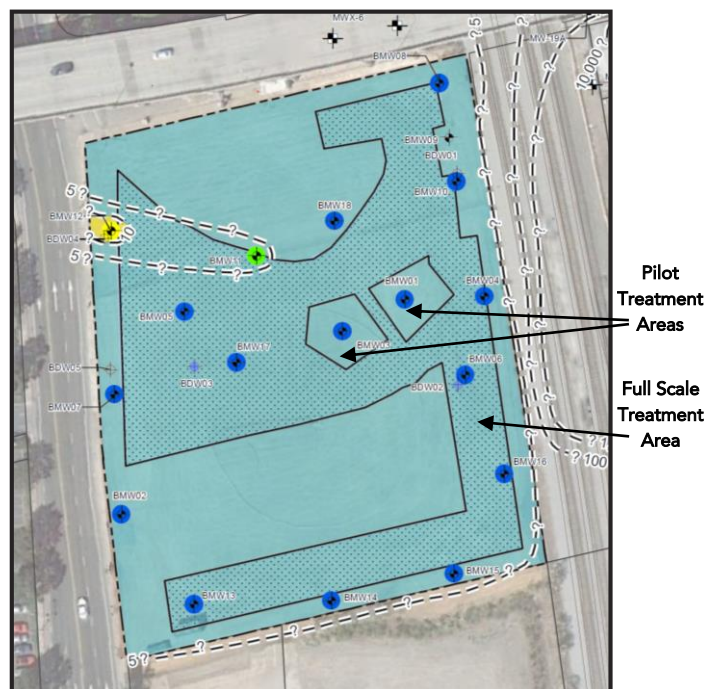 MWX-6
5 ?
MW-19A
10,000 ?
BMW08
BMW09
BDW01
BMW10
5 ?
BMW12
10
BDW04
5 ?
BMW18
BMW11
BMW01
BMW04
BMW05
BMW03
BMW17
BDW05
BDW03
BMW06
BDW02
BMW07
? 100
BMW16
BMW02
BMW15
BMW14
BMW13
5 ?
Pilot
Treatment
Areas
Full Scale
Treatment
Area